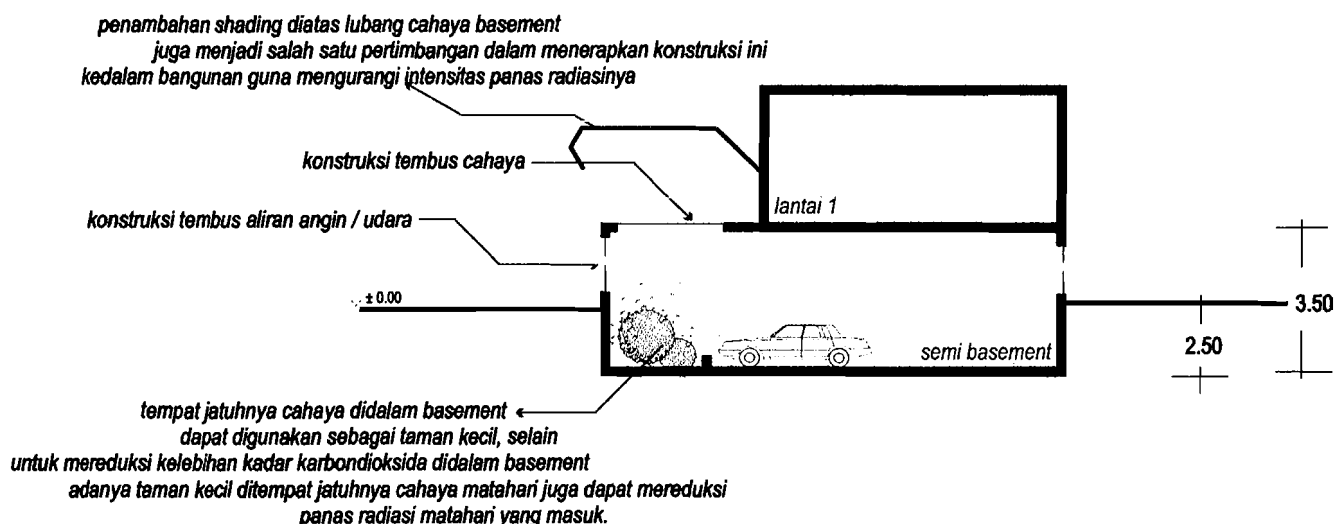 penambahan shading diatas lubang cahaya basement
juga menjadi salah satu pertimbangan dalam menerapkan konstruksi ini
kedalam bangunan guna mengurangi intensitas panas radiasinya
konstruksi tembus cahaya
lantai 1
konstruksi tembus aliran angin / udara
± 0.00
3.50
2.50
semi basement
tempat jatuhnya cahaya didalam basement
dapat digunakan sebagai taman kecil, selain
untuk mereduksi kelebihan kadar karbondioksida didalam basement
adanya taman kecil ditempat jatuhnya cahaya matahari juga dapat mereduksi
panas radiasi matahari yang masuk.